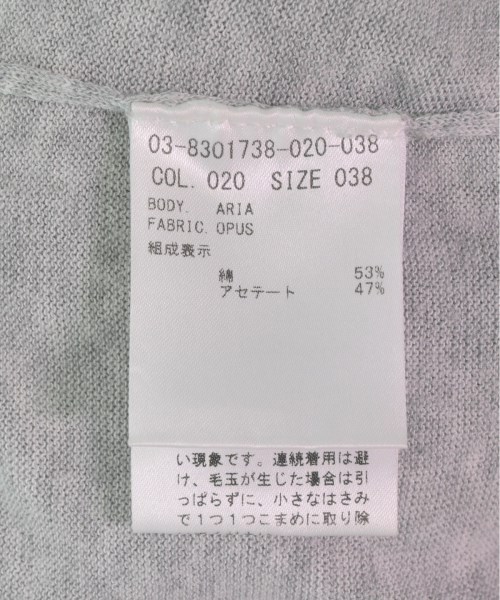 03-8301738-020-038
COL. 020 SIZE 038
BODY. ARIA
FABRIC. OPUS
組成表示
綿 53%
アセテート 47%
い現象です。連続着用は避
け、毛玉が生じた場合は引
っぱらずに、小さなはさみ
で1つ1つこまめに取り除